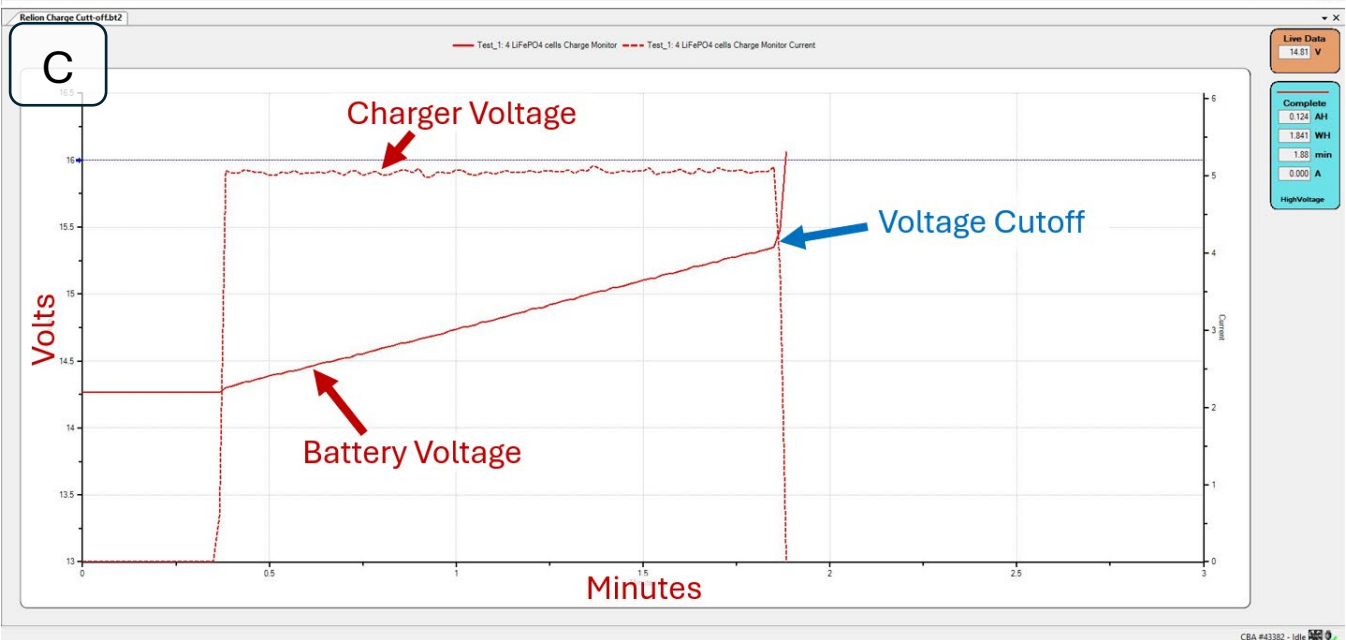 Relion Charge Cutt-off.bt2
C
Test_1: 4 LiFePO4 cells Charge Monitor
Test_1: 4 LiFePO4 cells Charge Monitor Current
Live Data
14.81 V
Complete
0.124 AH
1.841 WH
1.88 min
0.000 A
HighVoltage
Charger Voltage
Voltage Cutoff
Battery Voltage
Volts
16.5
16
15.5
15
14.5
14
13.5
13
6
5
4
3
2
1
0
Current
0 0.5 1 1.5 2 2.5 3
Minutes
CBA #43382 - Idle